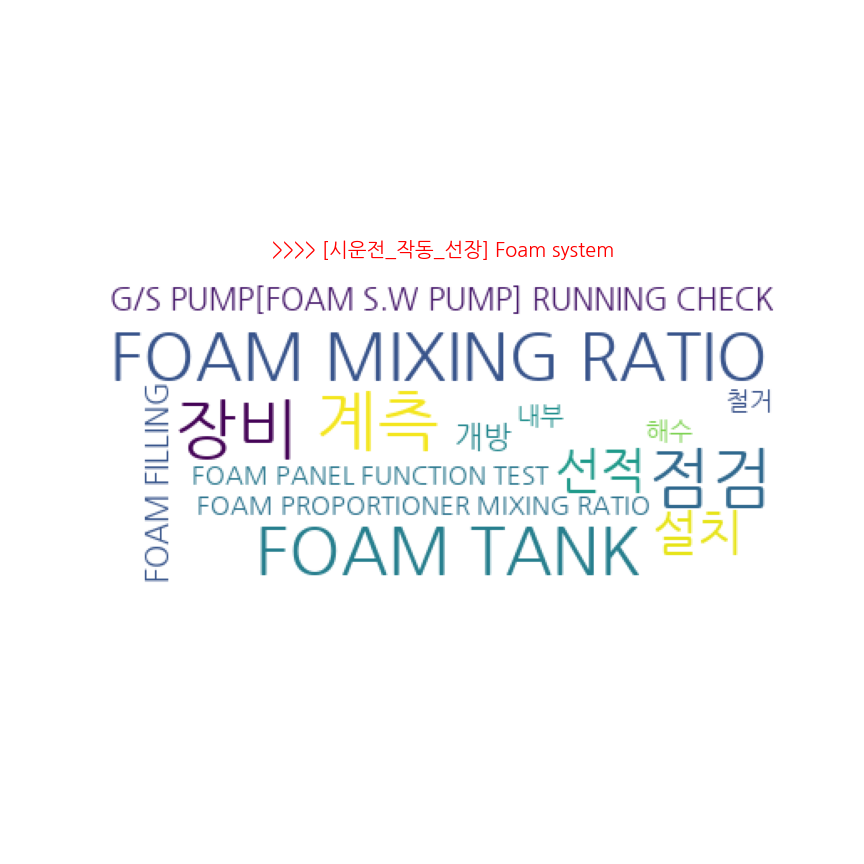 >>>> [시운전_작동_선장] Foam system
G/S PUMP[FOAM S.W PUMP] RUNNING CHECK
FOAM MIXING RATIO
FOAM FILLING
장비
계측
개방
내부
철거
해수
선적
점검
FOAM PANEL FUNCTION TEST
FOAM PROPORTIONER MIXING RATIO
설치
FOAM TANK